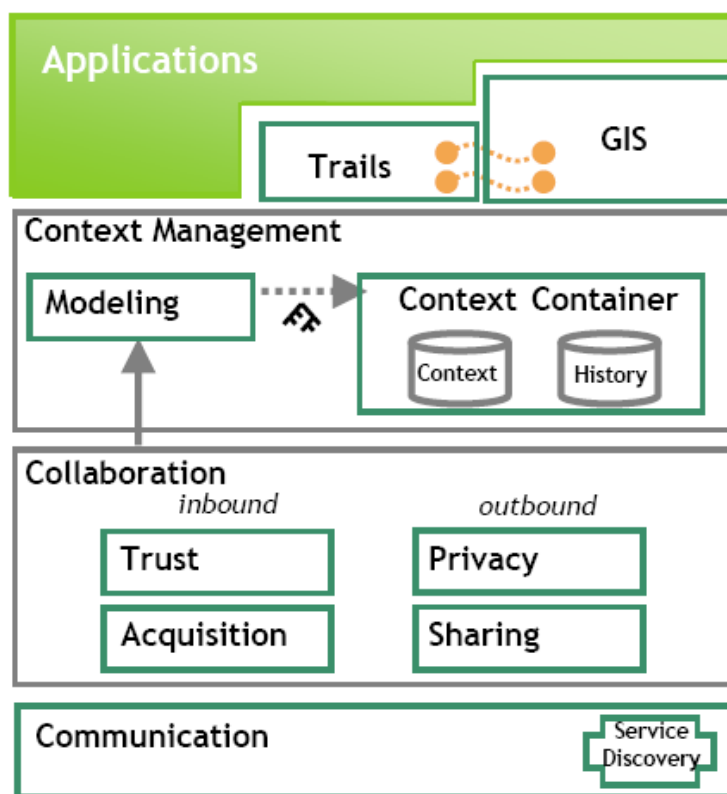 Applications
Trails
GIS
Context Management
Modeling
EF
Context Container
Context
History
Collaboration
inbound
outbound
Trust
Privacy
Acquisition
Sharing
Communication
Service
Discovery